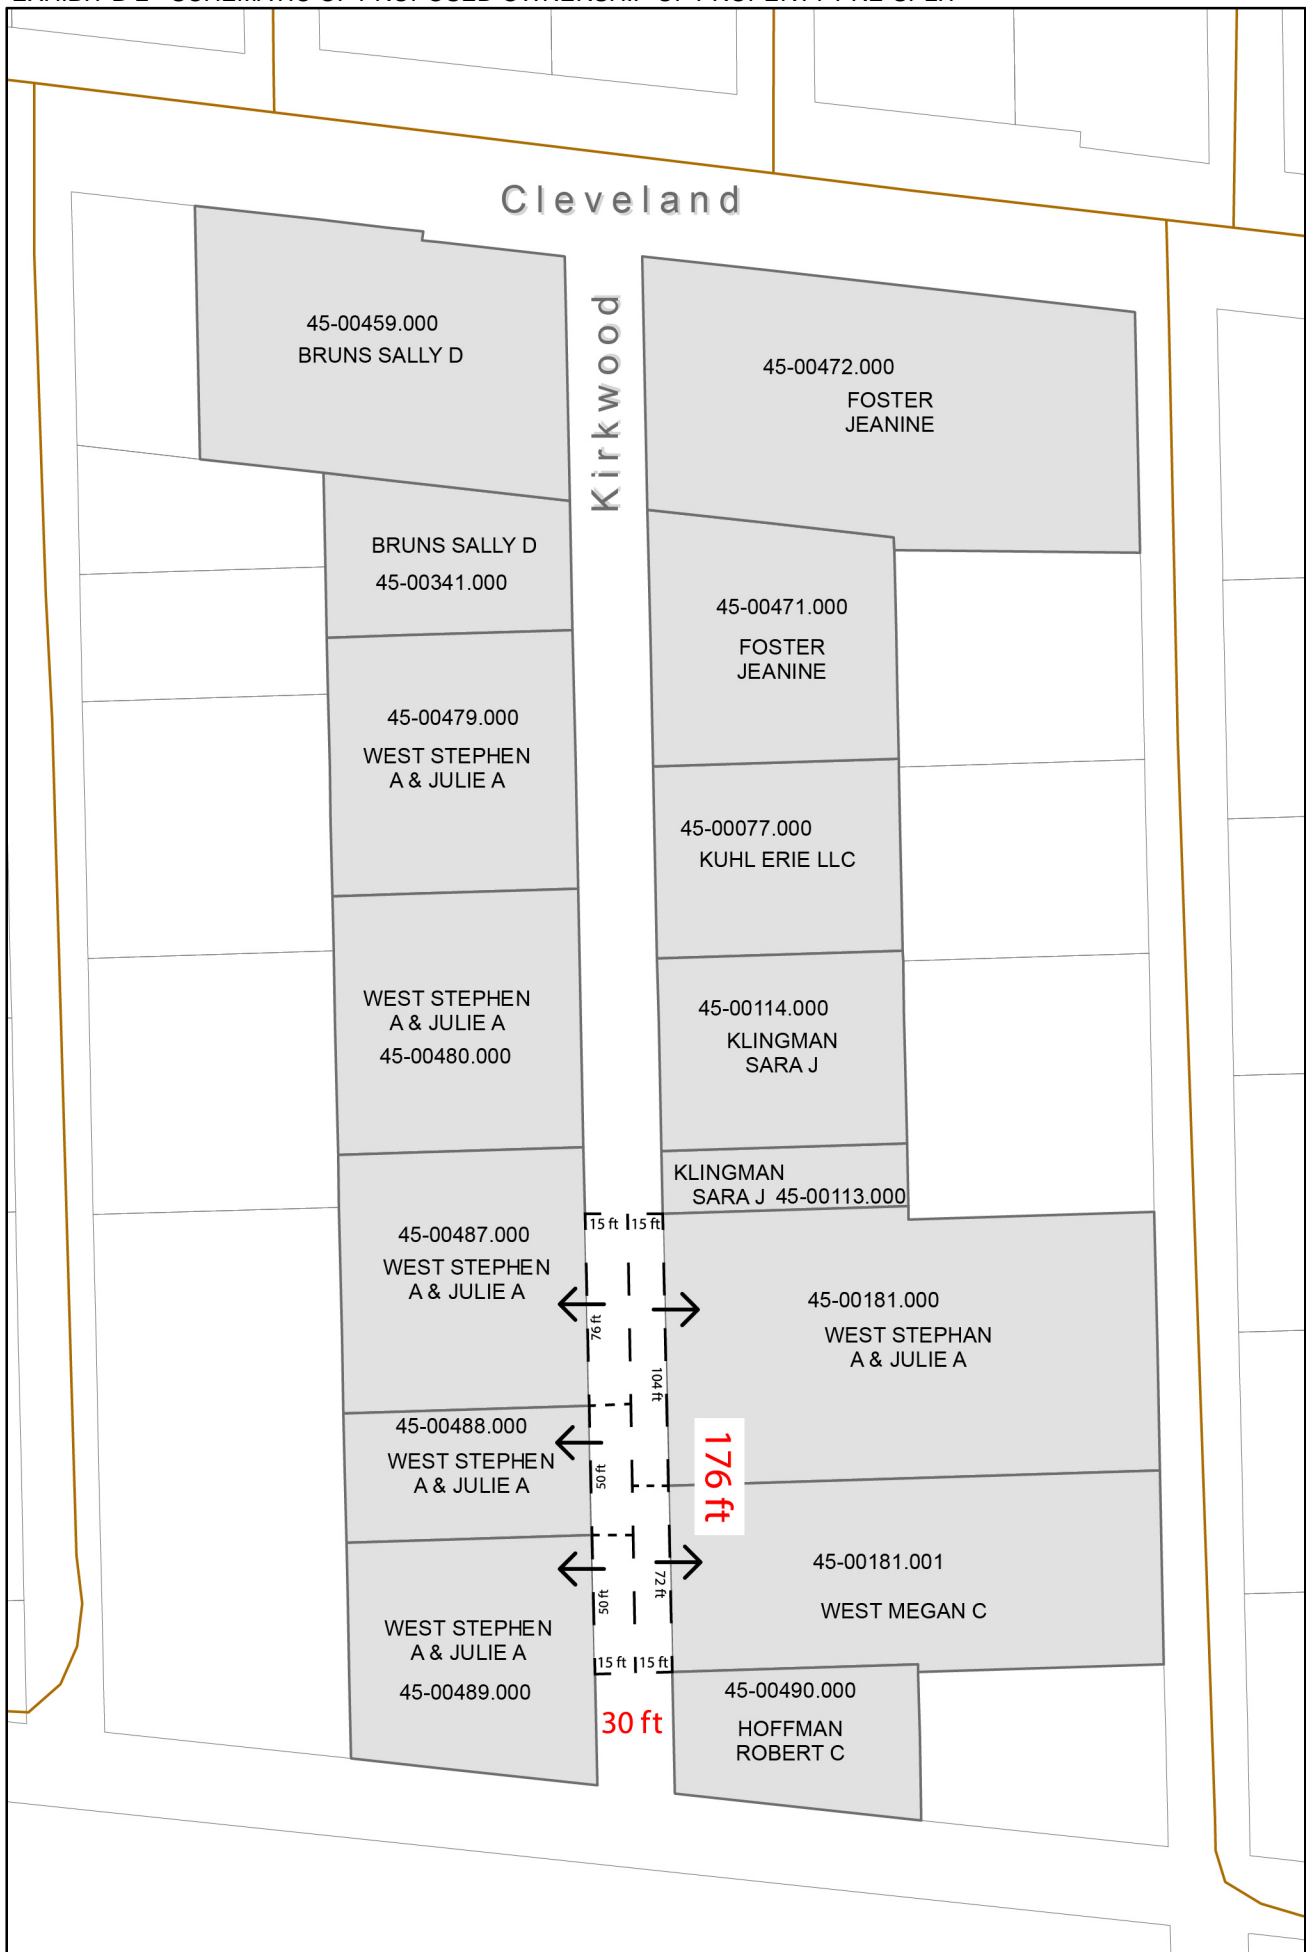 Cleveland
Kirkwood
45-00459.000
BRUNS SALLY D
45-00472.000
FOSTER
JEANINE
BRUNS SALLY D
45-00341.000
45-00471.000
FOSTER
JEANINE
45-00479.000
WEST STEPHEN
A & JULIE A
45-00077.000
KUHL ERIE LLC
WEST STEPHEN
A & JULIE A
45-00480.000
45-00114.000
KLINGMAN
SARA J
KLINGMAN
SARA J 45-00113.000
15 ft 15 ft
45-00487.000
WEST STEPHEN
A & JULIE A
76 ft
45-00181.000
WEST STEPHAN
A & JULIE A
104 ft
45-00488.000
WEST STEPHEN
A & JULIE A
50 ft
176 ft
45-00181.001
WEST MEGAN C
72 ft
50 ft
WEST STEPHEN
A & JULIE A
45-00489.000
15 ft 15 ft
30 ft
45-00490.000
HOFFMAN
ROBERT C